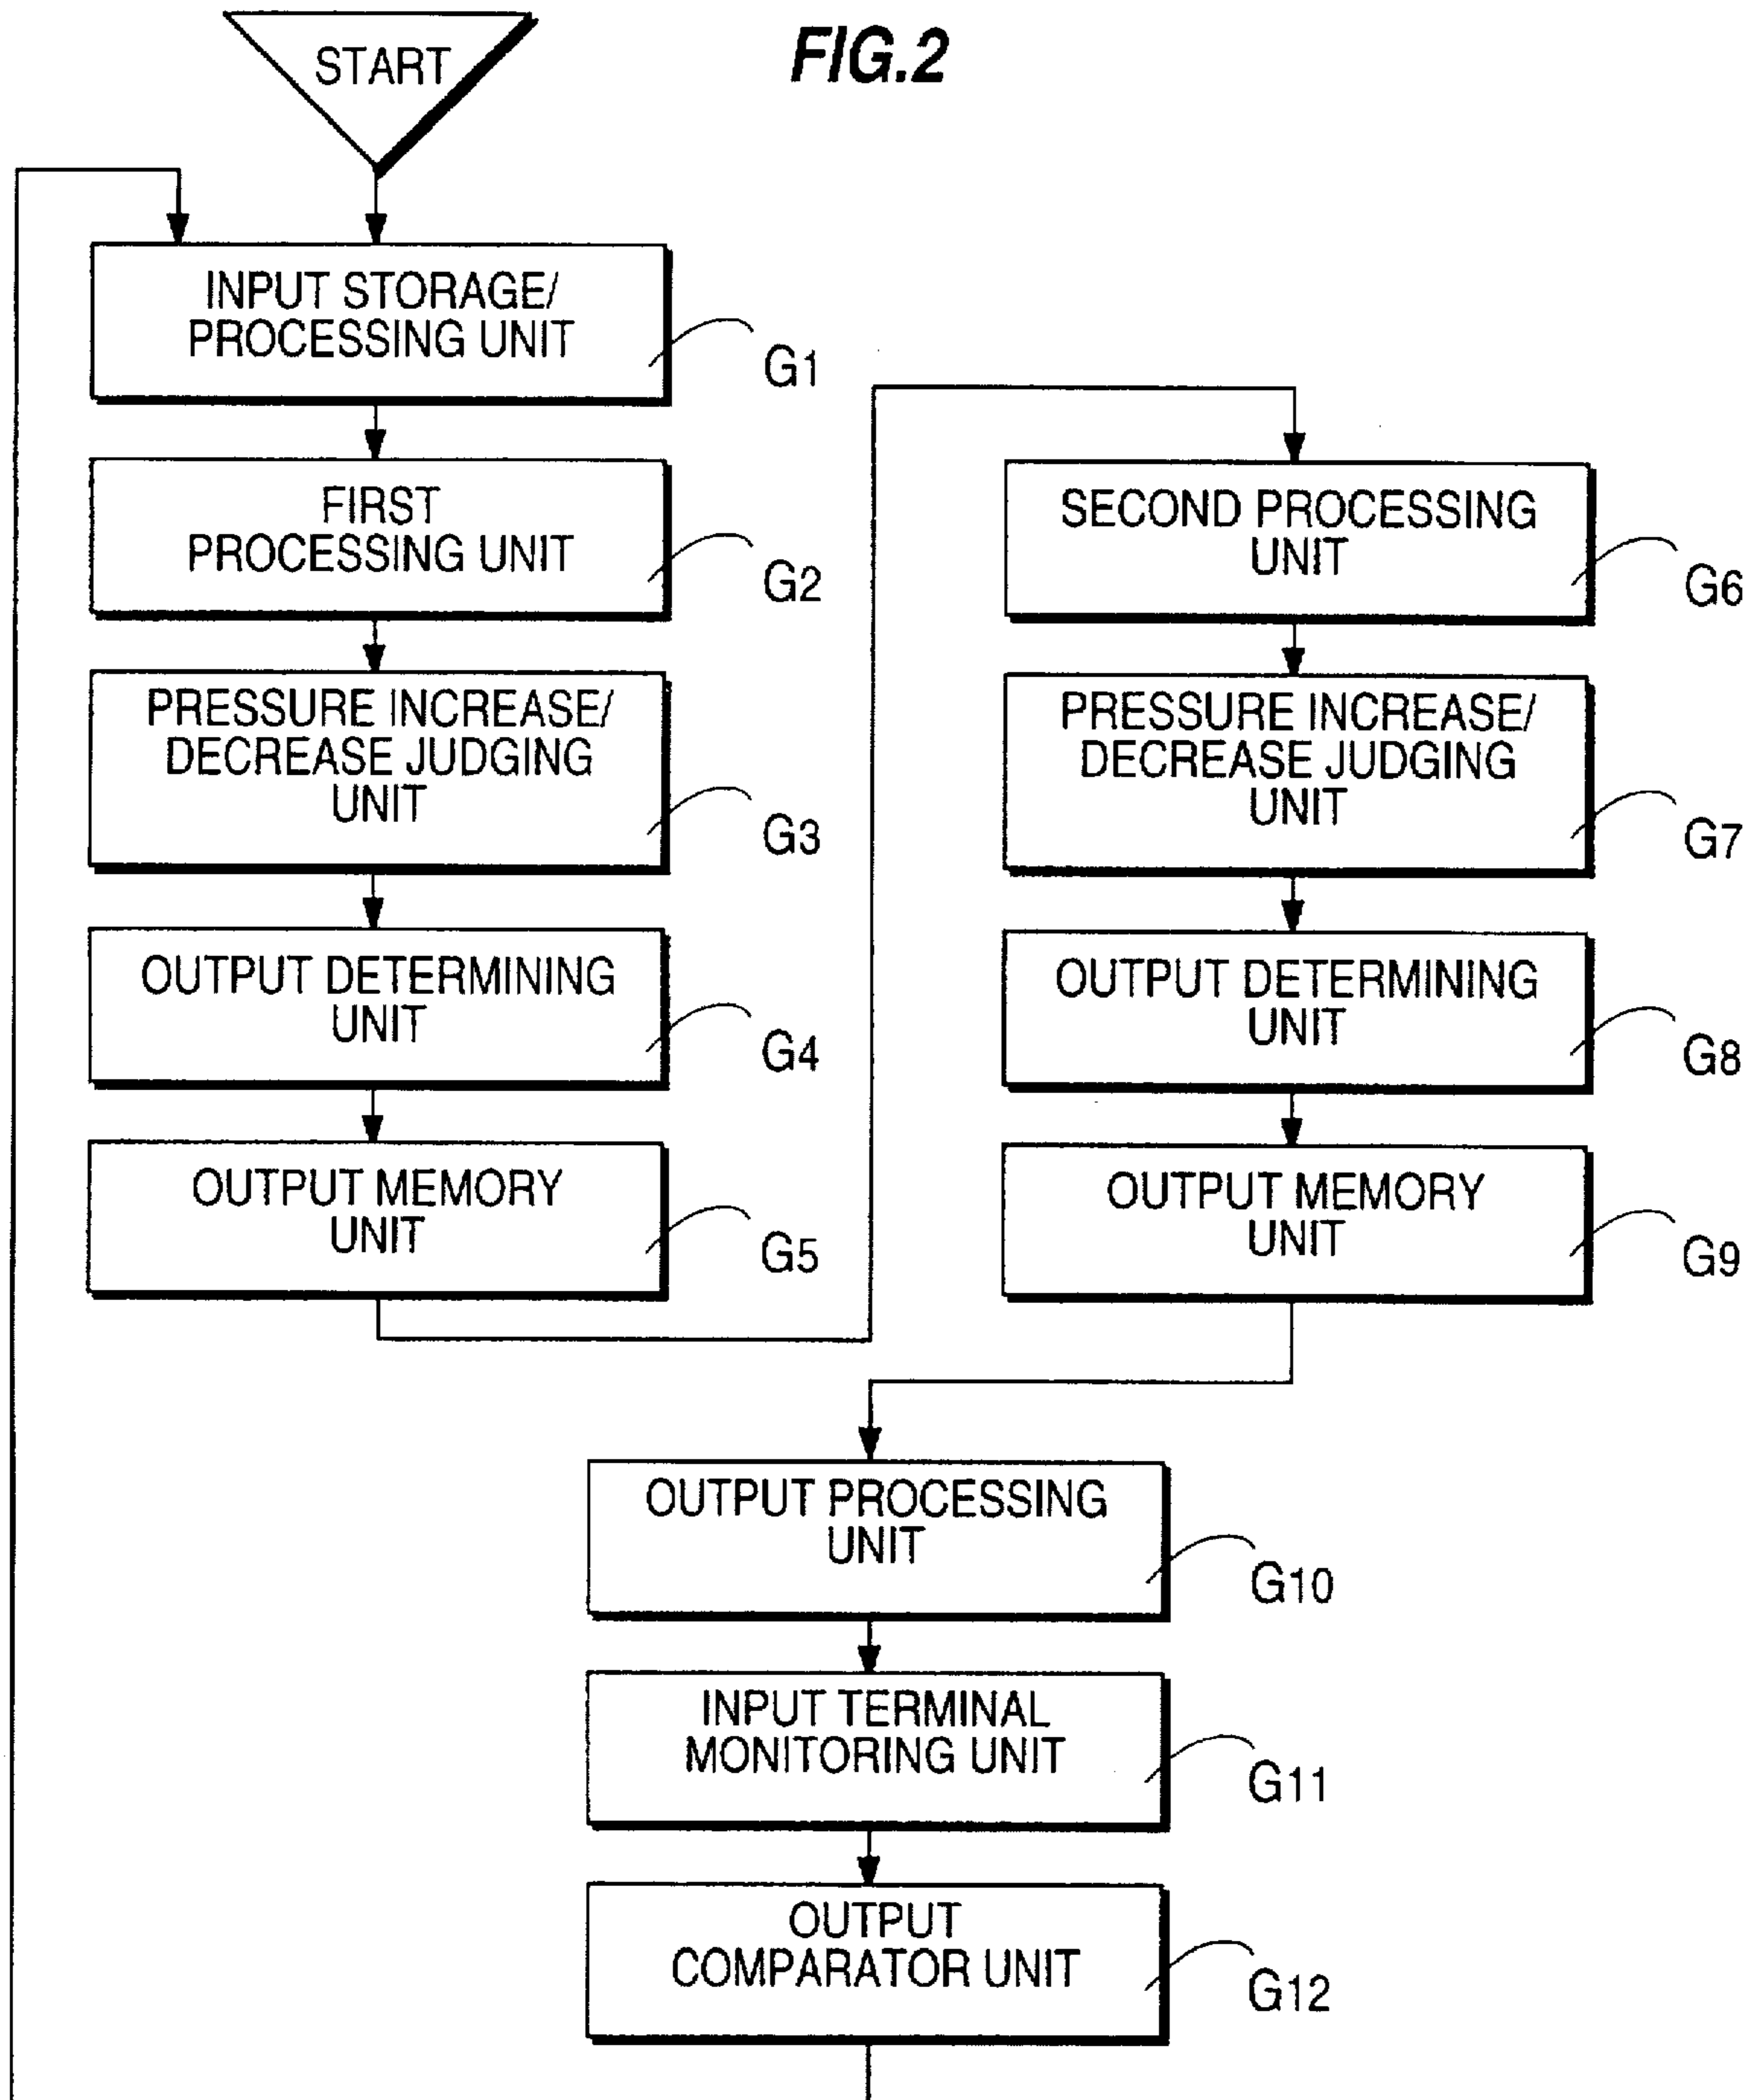 FIG.2
START
INPUT STORAGE/
PROCESSING UNIT
G1
FIRST
PROCESSING UNIT
G2
PRESSURE INCREASE/
DECREASE JUDGING
UNIT
G3
OUTPUT DETERMINING
UNIT
G4
OUTPUT MEMORY
UNIT
G5
SECOND PROCESSING
UNIT
G6
PRESSURE INCREASE/
DECREASE JUDGING
UNIT
G7
OUTPUT DETERMINING
UNIT
G8
OUTPUT MEMORY
UNIT
G9
OUTPUT PROCESSING
UNIT
G10
INPUT TERMINAL
MONITORING UNIT
G11
OUTPUT
COMPARATOR UNIT
G12